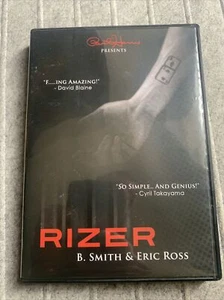 PRESENTS
"F....ING AMAZING!"
- David Blaine
"SO SIMPLE.. AND GENIUS!"
- Cyril Takayama
RIZER
B. SMITH & ERIC ROSS